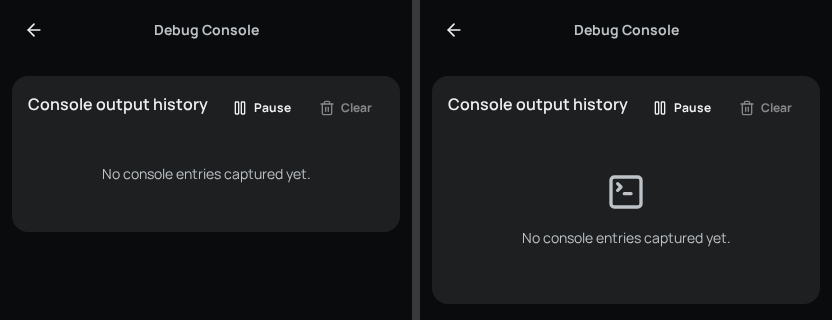 Debug Console
Console output history Pause Clear
No console entries captured yet.
Debug Console
Console output history Pause Clear
No console entries captured yet.